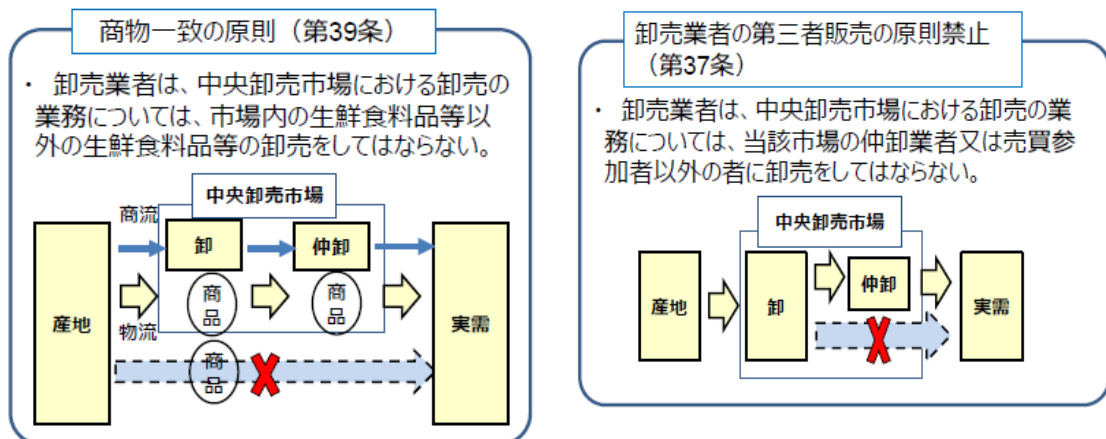 商物一致の原則（第39条）
・ 卸売業者は、中央卸売市場における卸売の
業務については、市場内の生鮮食料品等以
外の生鮮食料品等の卸売をしてはならない。
中央卸売市場
商流
卸
仲卸
商品
商品
産地
物流
実需
商品
卸売業者の第三者販売の原則禁止
（第37条）
・ 卸売業者は、中央卸売市場における卸売の業
務については、当該市場の仲卸業者又は売買参
加者以外の者に卸売をしてはならない。
中央卸売市場
産地
卸
仲卸
実需